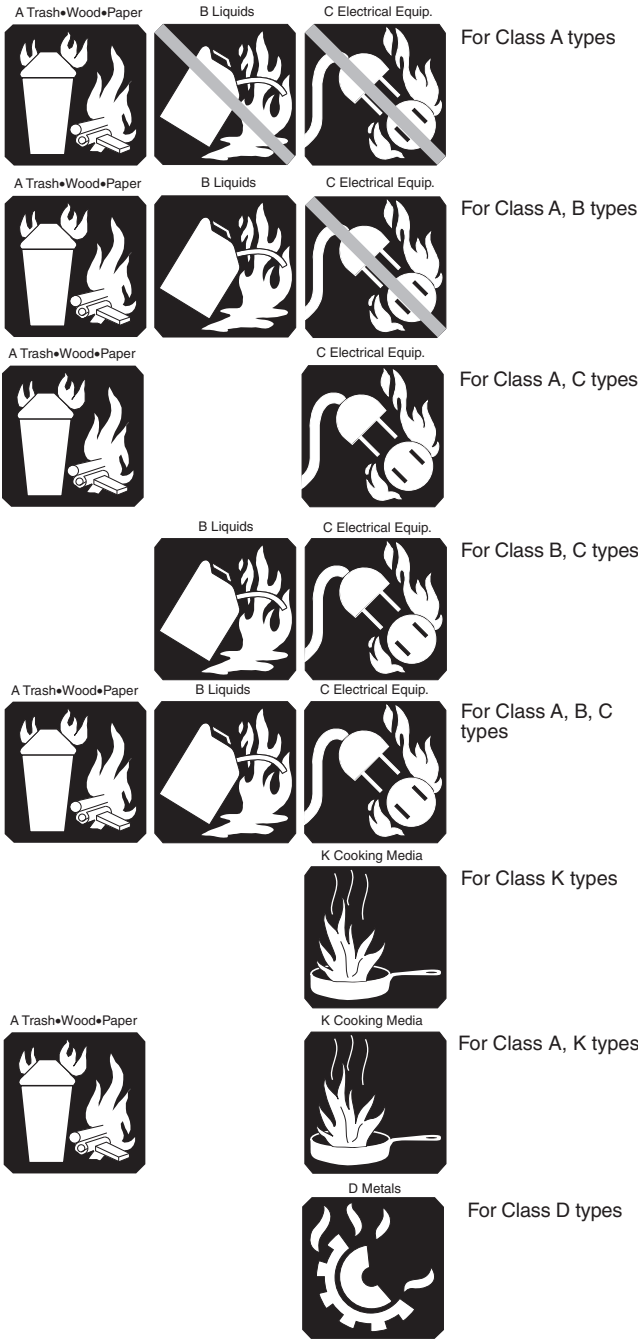 A Trash•Wood•Paper B Liquids C Electrical Equip.
For Class A types
A Trash•Wood•Paper B Liquids C Electrical Equip.
For Class A, B types
A Trash•Wood•Paper C Electrical Equip.
For Class A, C types
B Liquids C Electrical Equip.
For Class B, C types
A Trash•Wood•Paper B Liquids C Electrical Equip.
For Class A, B, C
types
K Cooking Media
For Class K types
A Trash•Wood•Paper K Cooking Media
For Class A, K types
D Metals
For Class D types